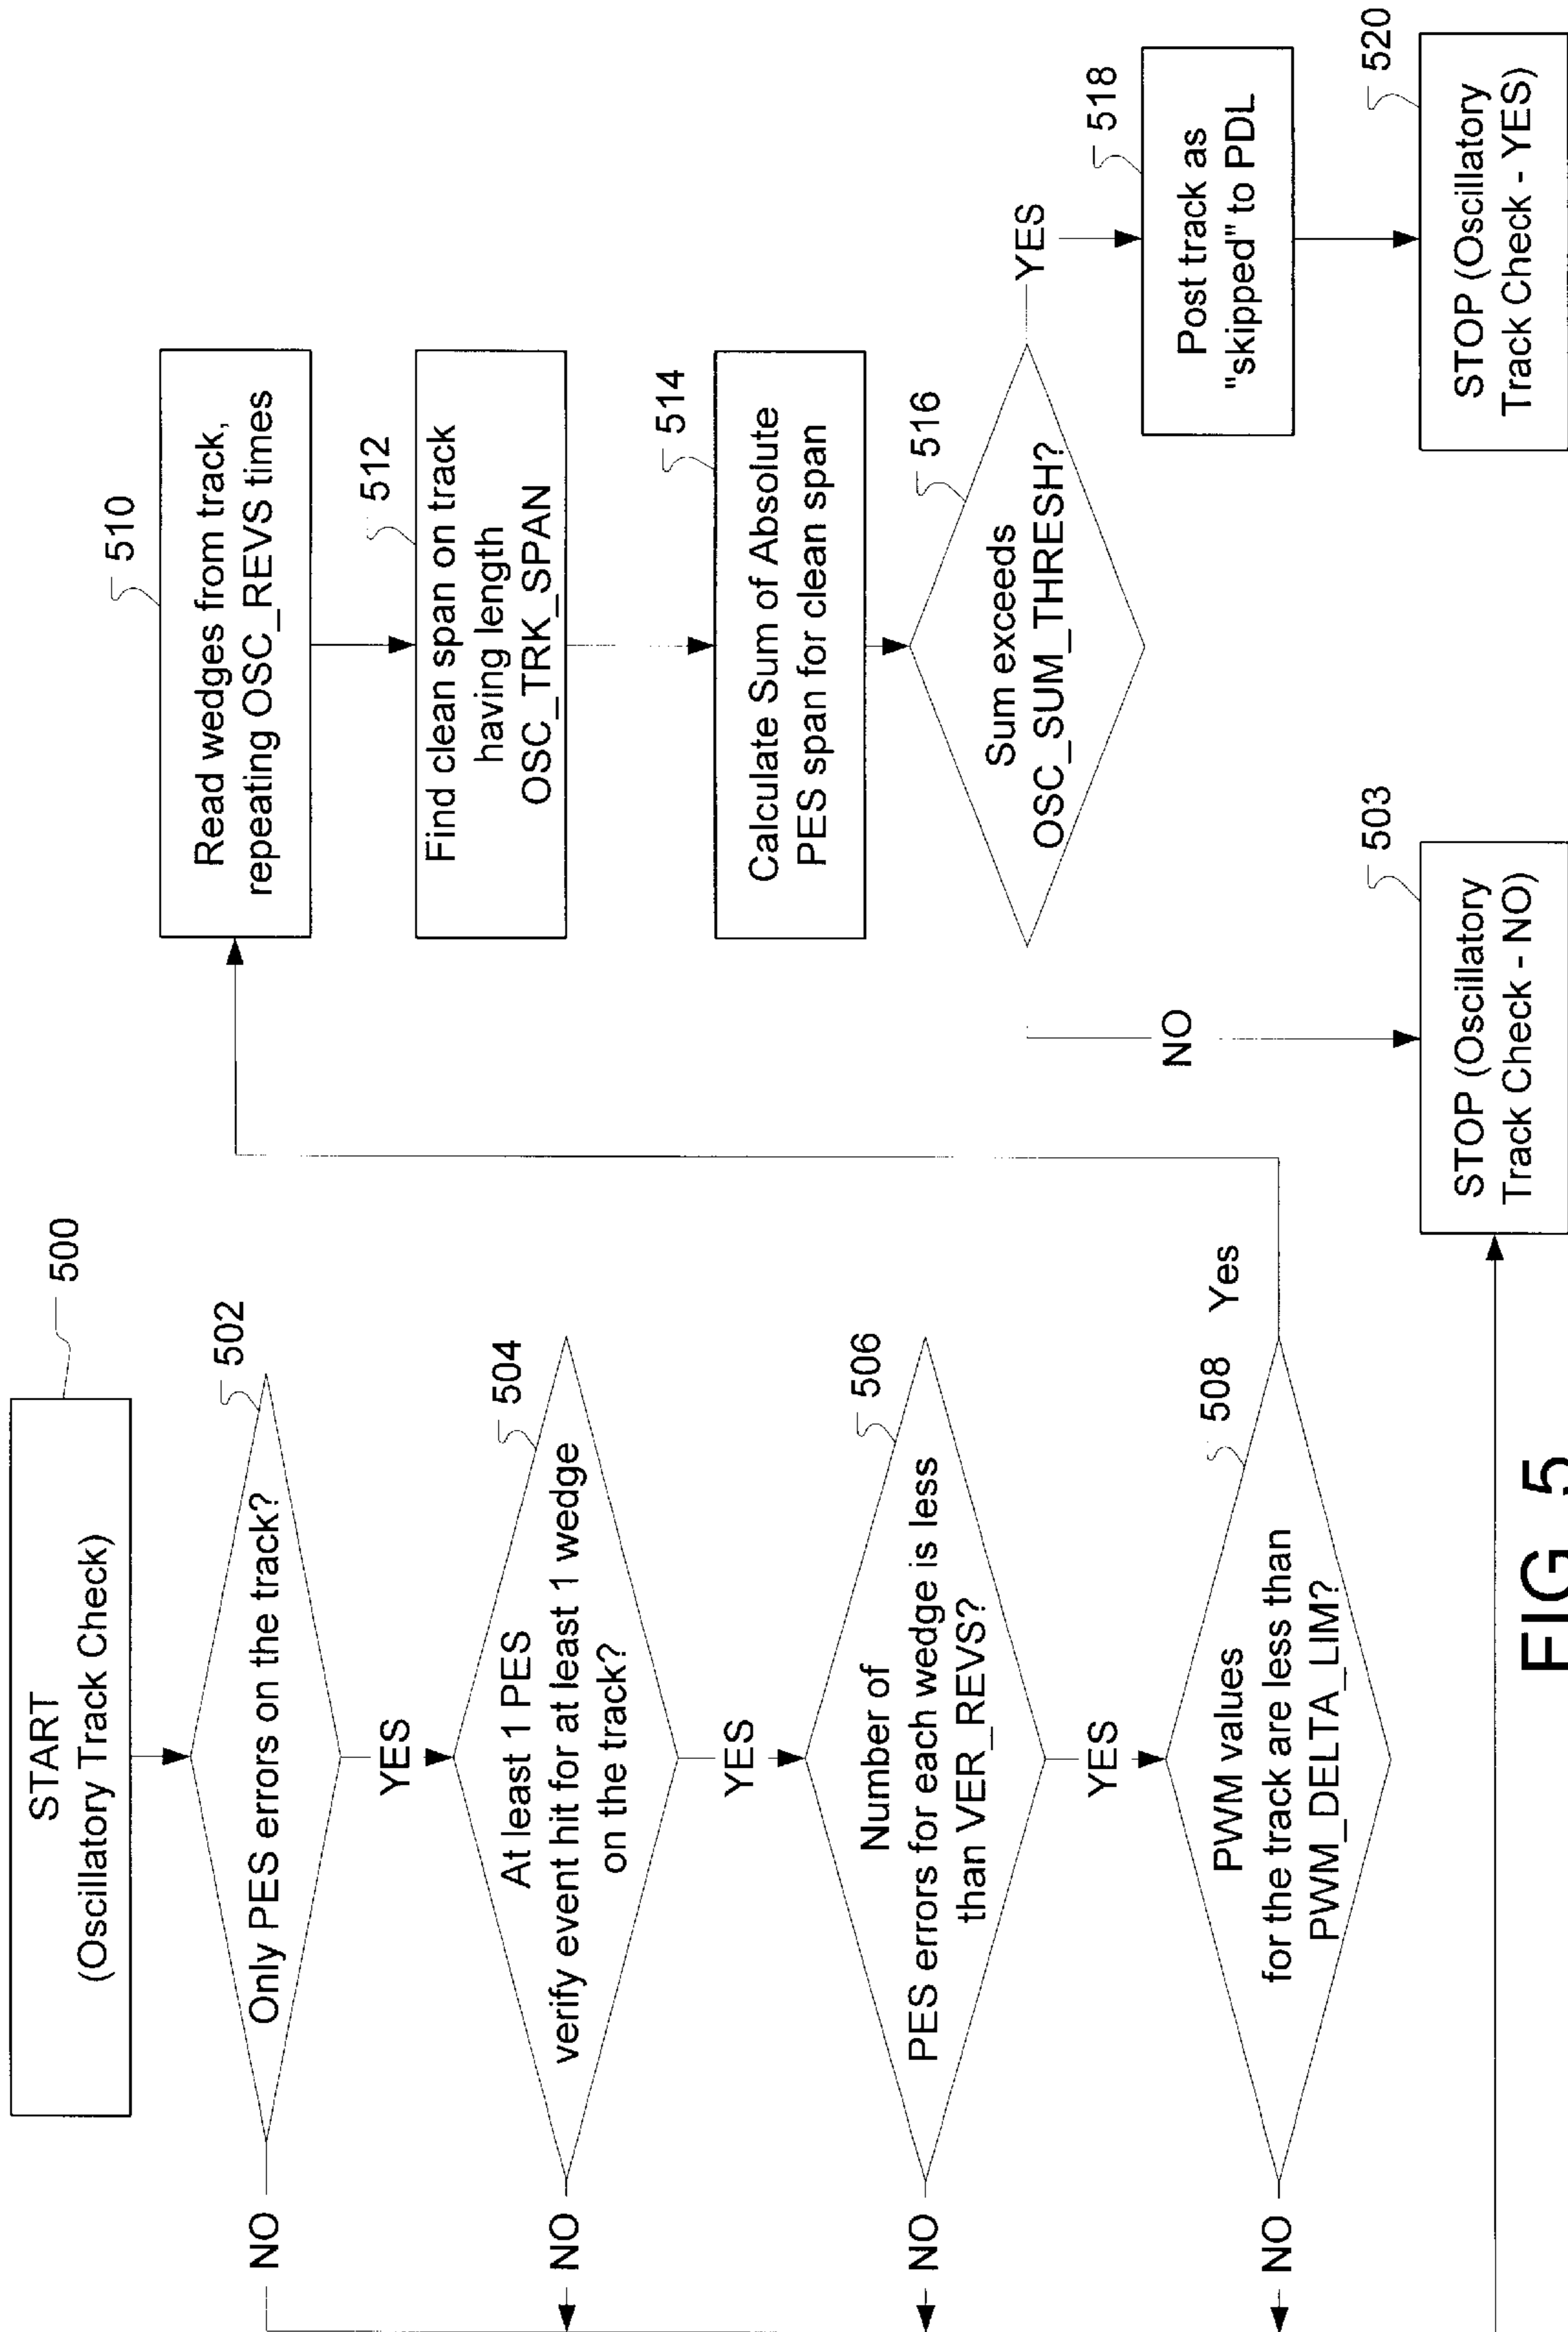 START
(Oscillatory Track Check)
500
Only PES errors on the track?
502
NO
YES
At least 1 PES
verify event hit for at least 1 wedge
on the track?
504
NO
YES
Number of
PES errors for each wedge is less
than VER_REVS?
506
NO
YES
PWM values
for the track are less than
PWM_DELTA_LIM?
508
NO
Yes
Read wedges from track,
repeating OSC_REVS times
510
Find clean span on track
having length
OSC_TRK_SPAN
512
Calculate Sum of Absolute
PES span for clean span
514
Sum exceeds
OSC_SUM_THRESH?
516
NO
YES
STOP (Oscillatory
Track Check - NO)
503
Post track as
"skipped" to PDL
518
STOP (Oscillatory
Track Check - YES)
520
FIG. 5